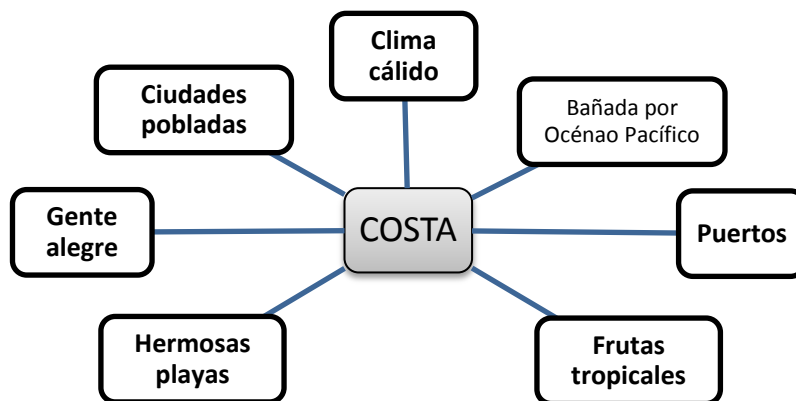 Clima
cálido
Ciudades
pobladas
Bañada por
Océnao Pacífico
Gente
alegre
COSTA
Puertos
Hermosas
playas
Frutas
tropicales